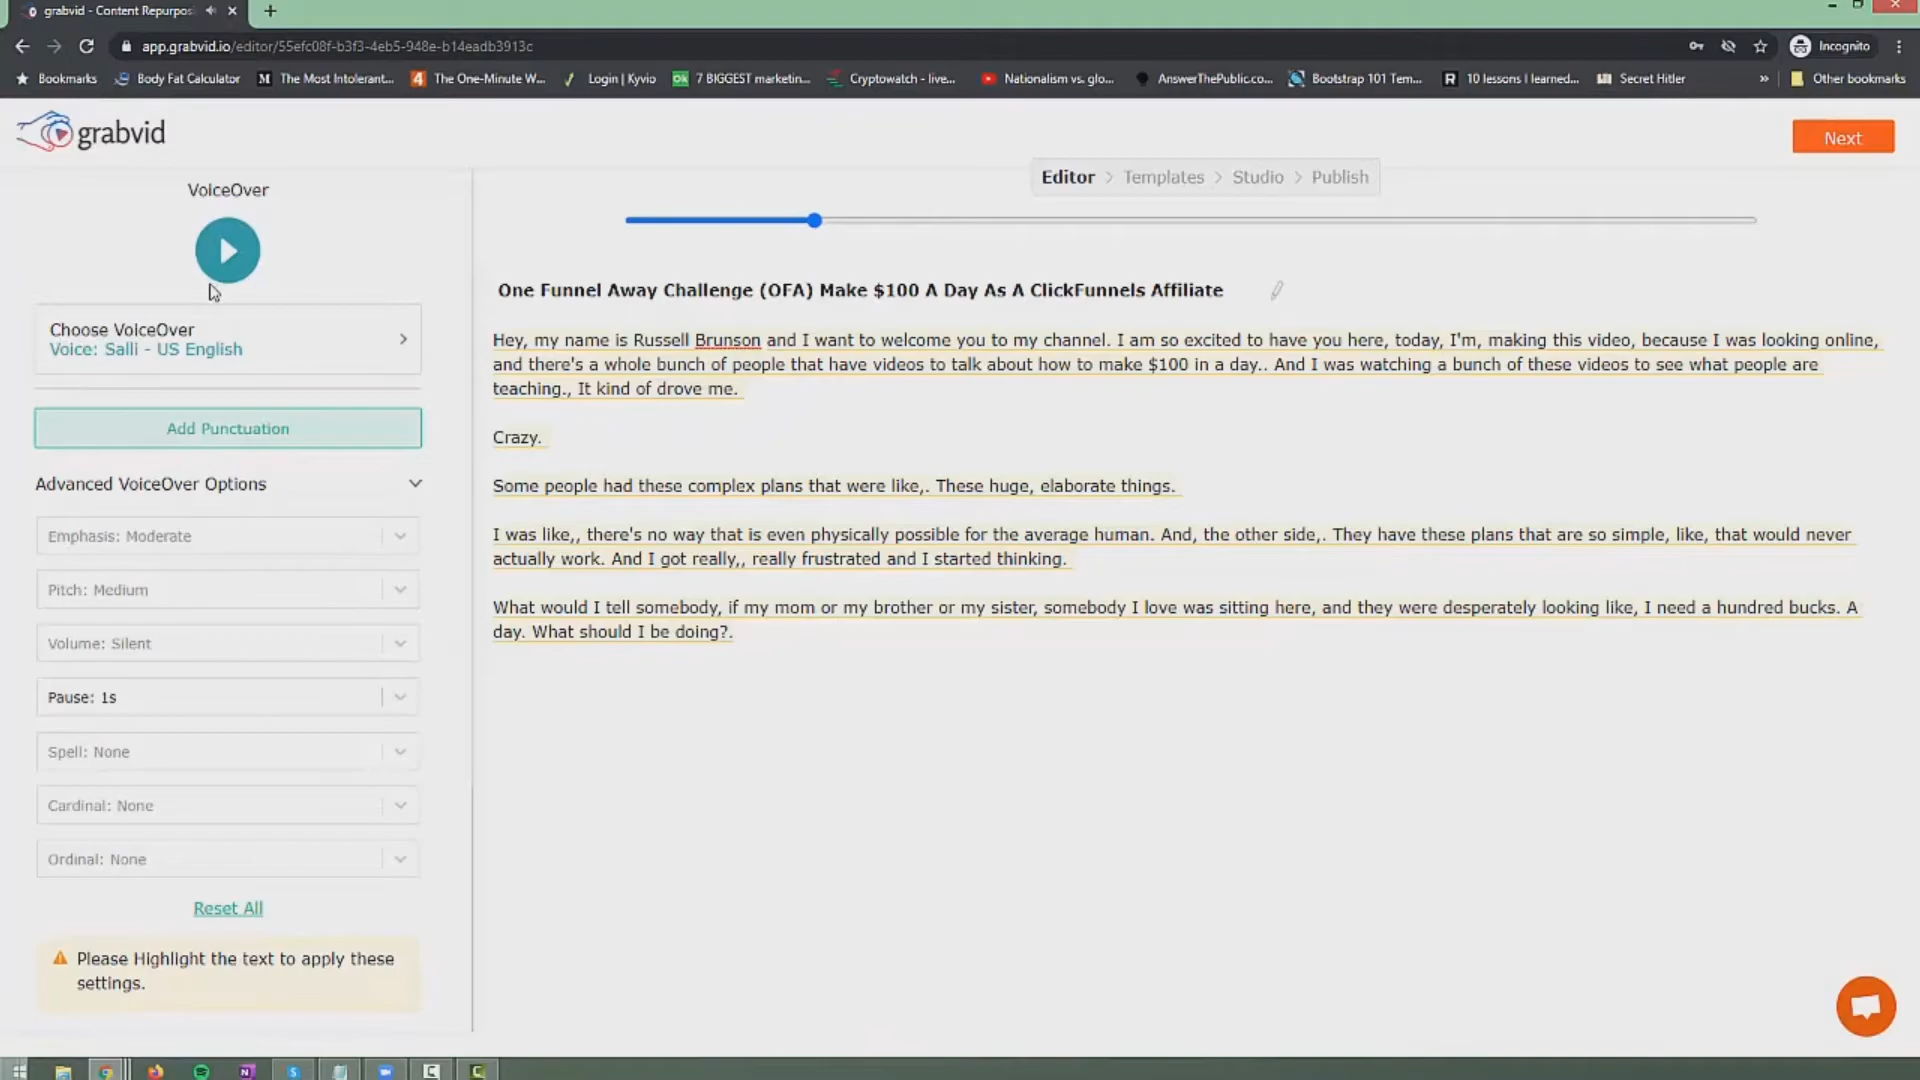 grabvid - Content Repurpos
app.grabvid.io/editor/55efc08f-b3f3-4eb5-948e-b14eadb3913c
Incognito
Bookmarks
Body Fat Calculator
The Most Intolerant...
The One-Minute W...
Login | Kyvio
7 BIGGEST marketin...
Cryptowatch - live...
Nationalism vs. glo...
AnswerThePublic.co...
Bootstrap 101 Tem...
10 lessons I learned...
Secret Hitler
»
Other bookmarks
grabvid
Next
Editor > Templates > Studio > Publish
VoiceOver
Choose VoiceOver
Voice: Salli - US English
Add Punctuation
Advanced VoiceOver Options
Emphasis: Moderate
Pitch: Medium
Volume: Silent
Pause: 1s
Spell: None
Cardinal: None
Ordinal: None
Reset All
Please Highlight the text to apply these
settings.
One Funnel Away Challenge (OFA) Make $100 A Day As A ClickFunnels Affiliate
Hey, my name is Russell Brunson and I want to welcome you to my channel. I am so excited to have you here, today, I'm, making this video, because I was looking online,
and there's a whole bunch of people that have videos to talk about how to make $100 in a day.. And I was watching a bunch of these videos to see what people are
teaching., It kind of drove me.
Crazy.
Some people had these complex plans that were like,. These huge, elaborate things.
I was like,, there's no way that is even physically possible for the average human. And, the other side,. They have these plans that are so simple, like, that would never
actually work. And I got really,, really frustrated and I started thinking.
What would I tell somebody, if my mom or my brother or my sister, somebody I love was sitting here, and they were desperately looking like, I need a hundred bucks. A
day. What should I be doing?.